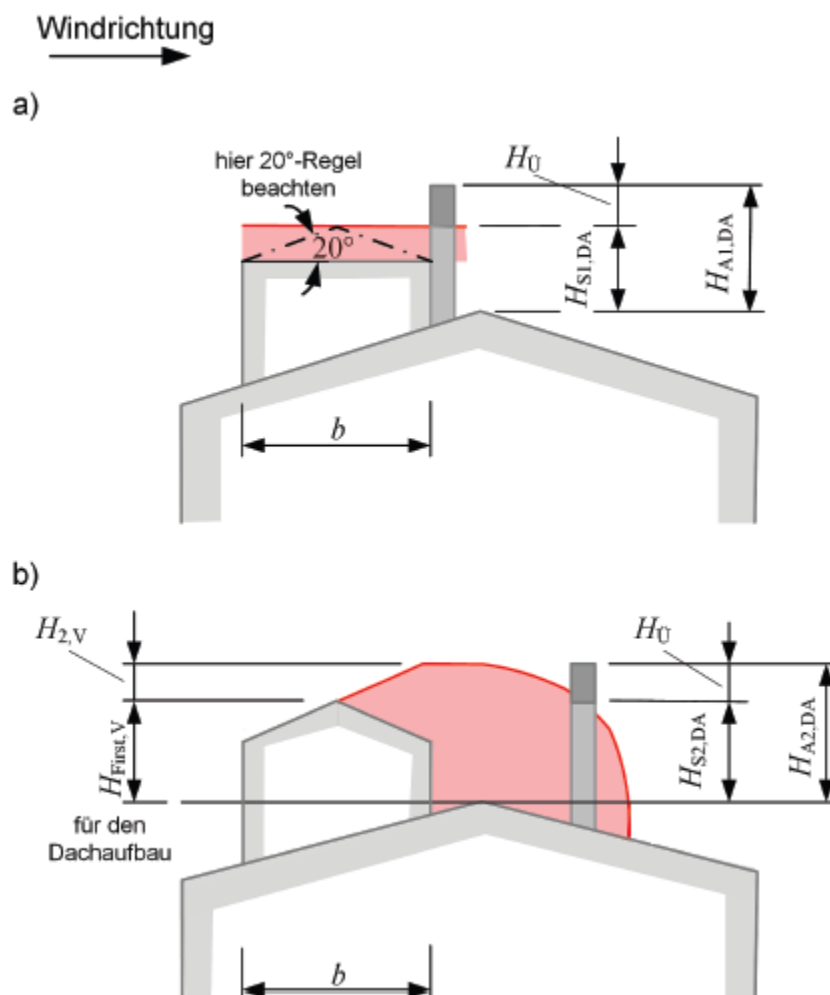 Windrichtung
a)
hier 20°-Regel
beachten
20°
H_Ü
H_S1,DA
H_A1,DA
b
b)
H_2,V
H_Ü
H_First,V
H_S2,DA
H_A2,DA
für den
Dachaufbau
b